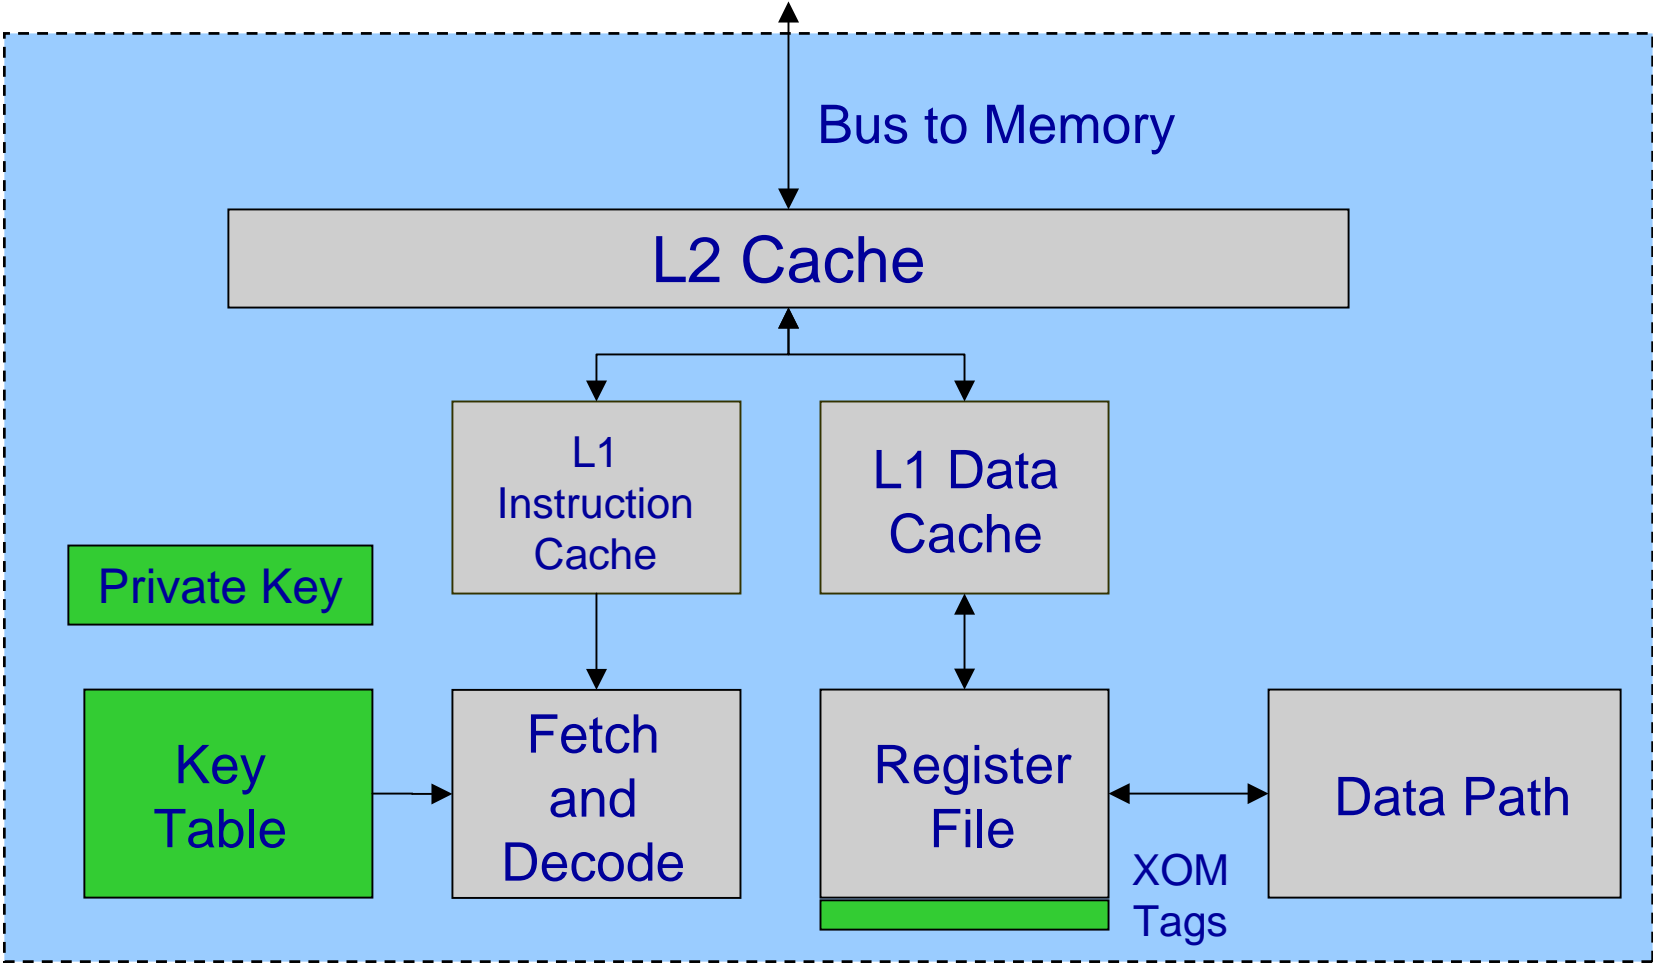 Bus to Memory
L2 Cache
L1
Instruction
Cache
L1 Data
Cache
Private Key
Key
Table
Fetch
and
Decode
Register
File
Data Path
XOM
Tags